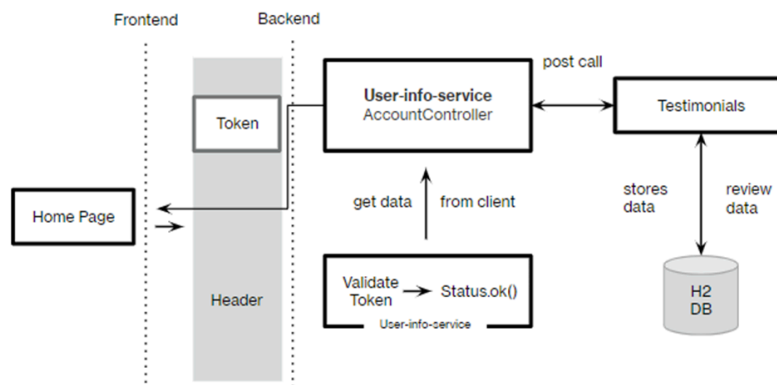 Frontend
Backend
post call
User-info-service
AccountController
Testimonials
Token
get data
from client
stores
data
review
data
Home Page
Header
Validate
Token
Status.ok()
User-info-service
H2
DB